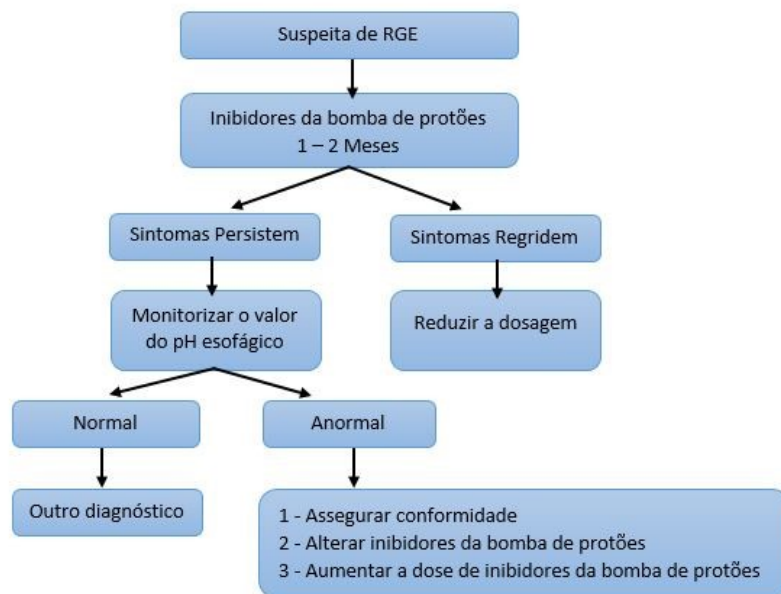 Suspeita de RGE
Inibidores da bomba de protões
1 – 2 Meses
Sintomas Persistem
Sintomas Regridem
Monitorizar o valor
do pH esofágico
Reduzir a dosagem
Normal
Anormal
Outro diagnóstico
1 - Assegurar conformidade
2 - Alterar inibidores da bomba de protões
3 - Aumentar a dose de inibidores da bomba de protões